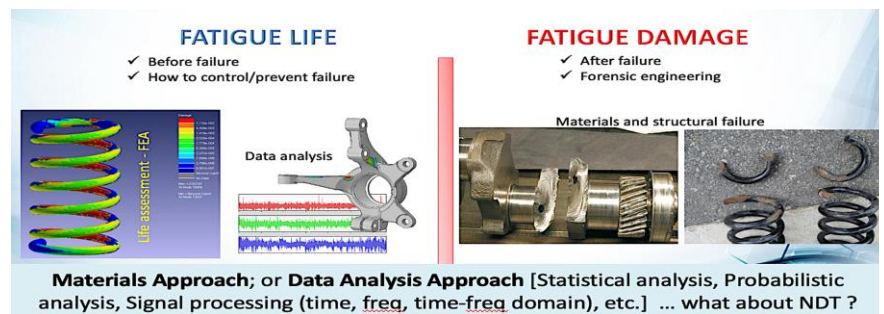 FATIGUE LIFE
✓ Before failure
✓ How to control/prevent failure
Life assessment - FEA
Data analysis
FATIGUE DAMAGE
✓ After failure
✓ Forensic engineering
Materials and structural failure
Materials Approach; or Data Analysis Approach [Statistical analysis, Probabilistic
analysis, Signal processing (time, freq, time-freq domain), etc.] ... what about NDT ?